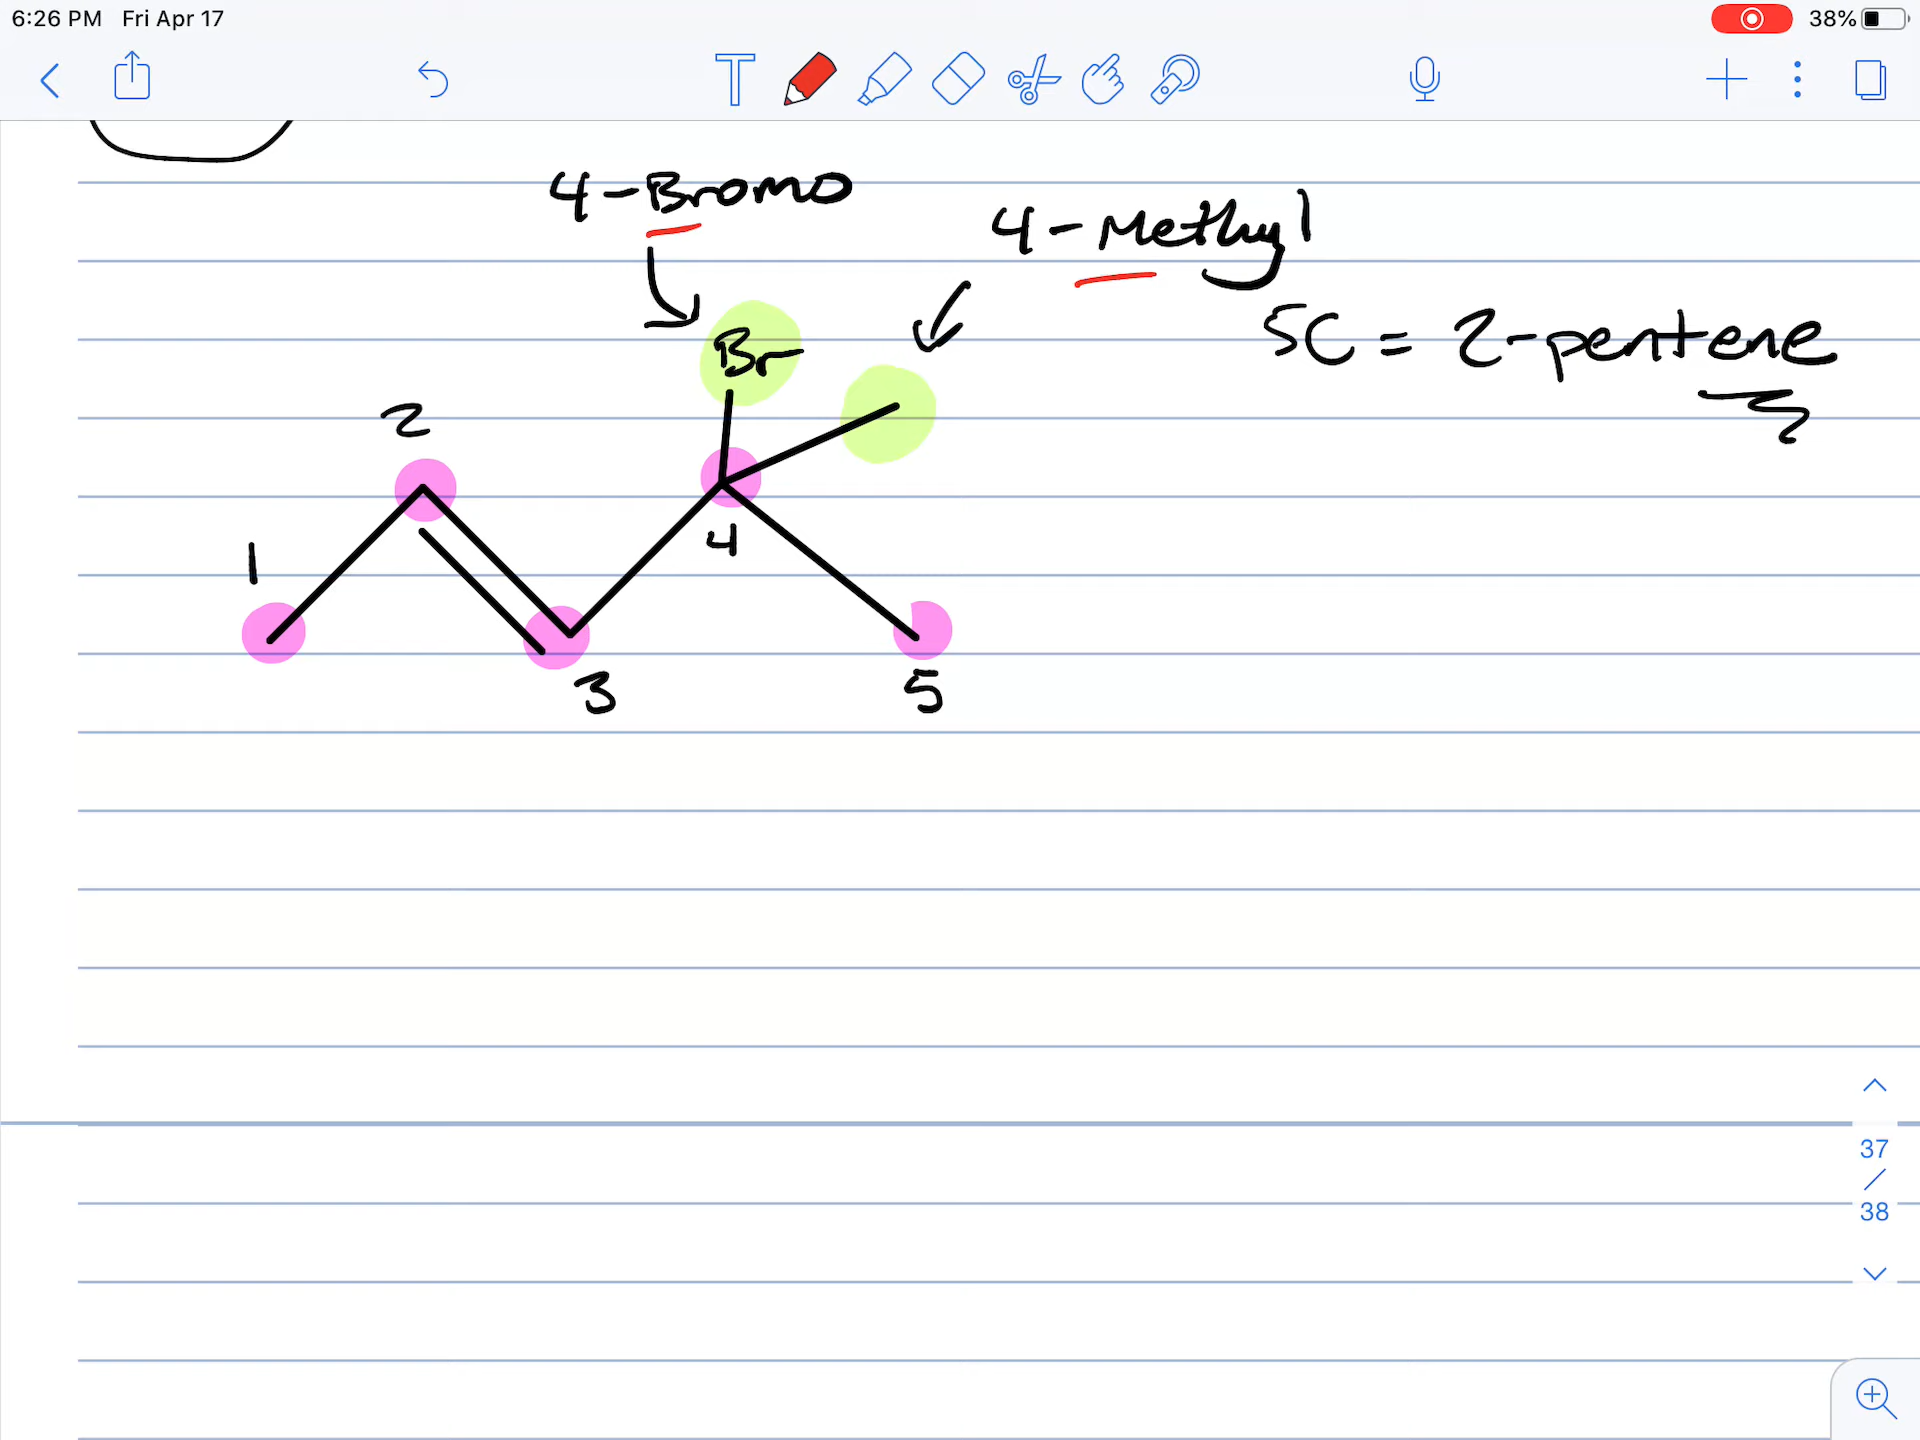 6:26 PM Fri Apr 17
38%
T
4-Bromo
4-Methyl
5C = 2-pentene
Br
2
1
4
3
5
37
38